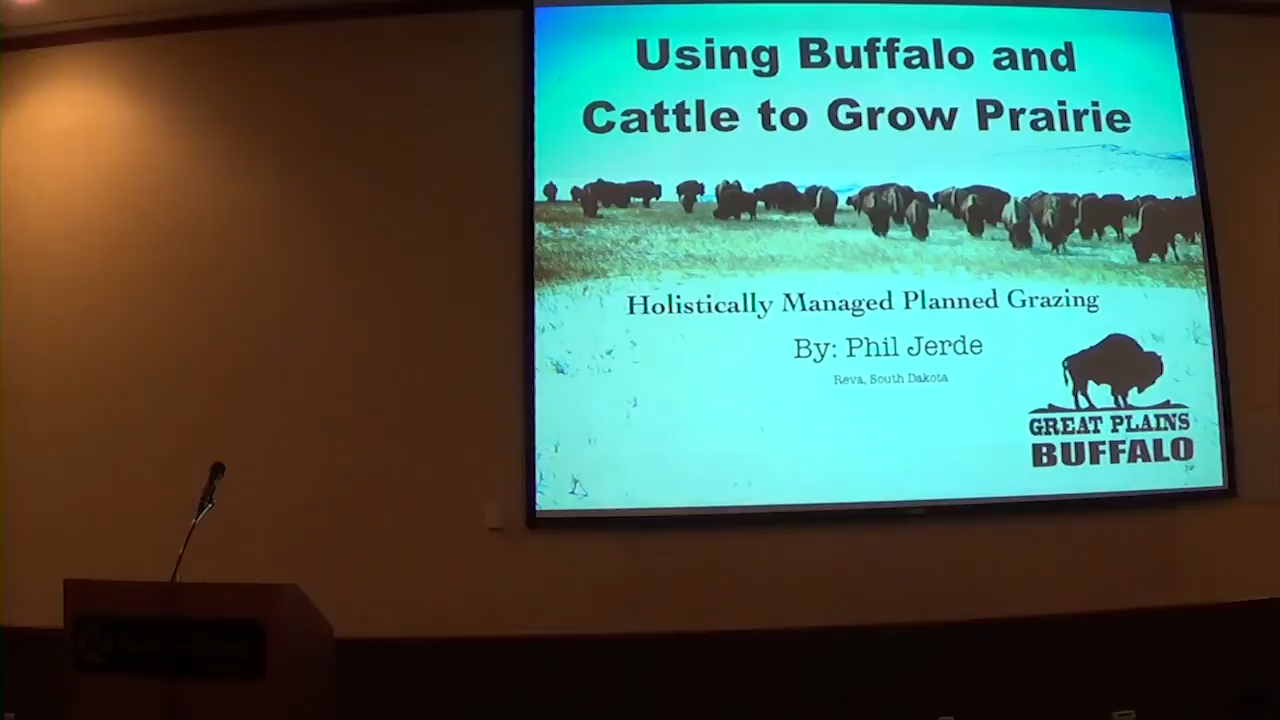 Using Buffalo and
Cattle to Grow Prairie
Holistically Managed Planned Grazing
By: Phil Jerde
Reva, South Dakota
GREAT PLAINS
BUFFALO